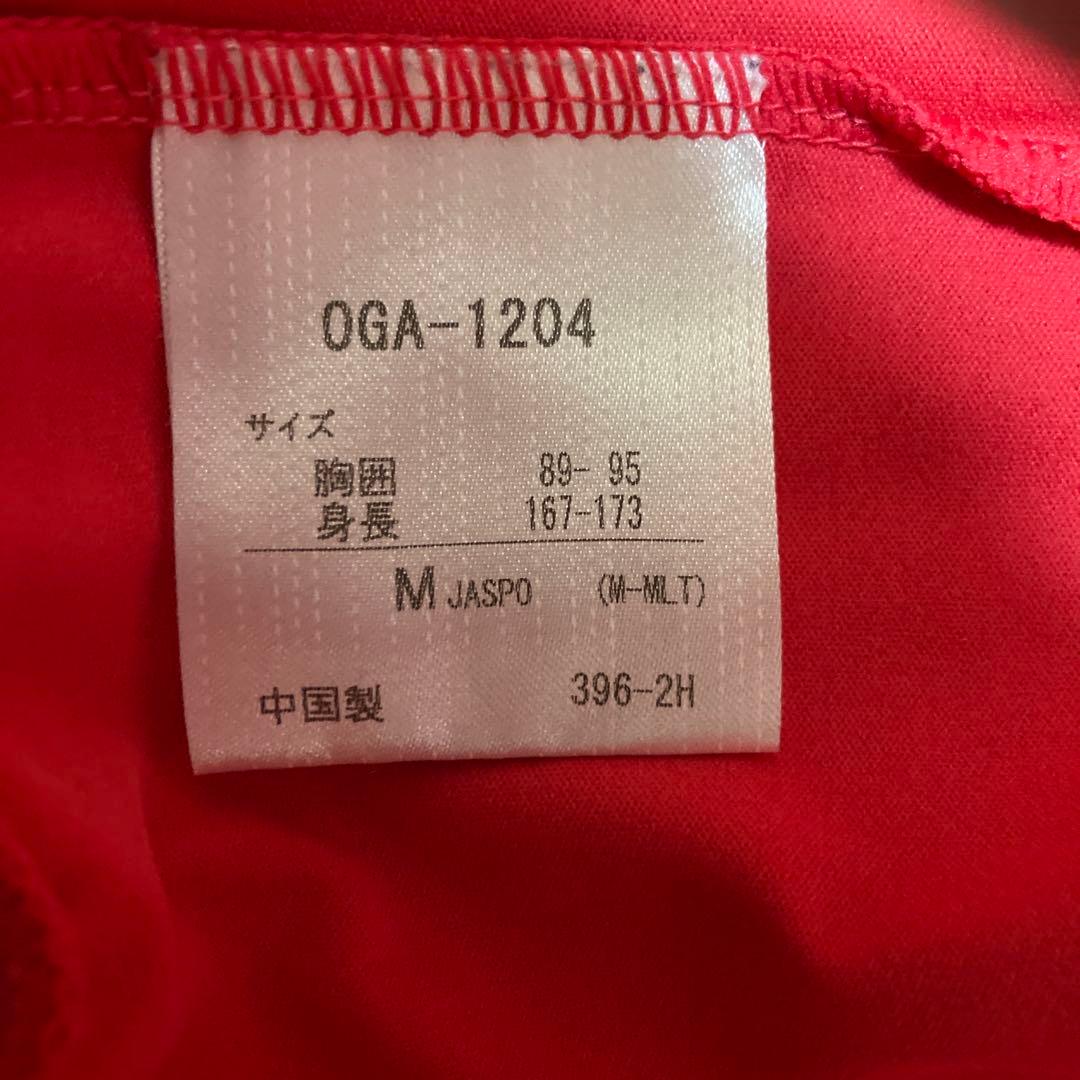 OGA-1204
サイズ
胸囲 89- 95
身長 167-173
M JASPO (M-MLT)
中国製 396-2H